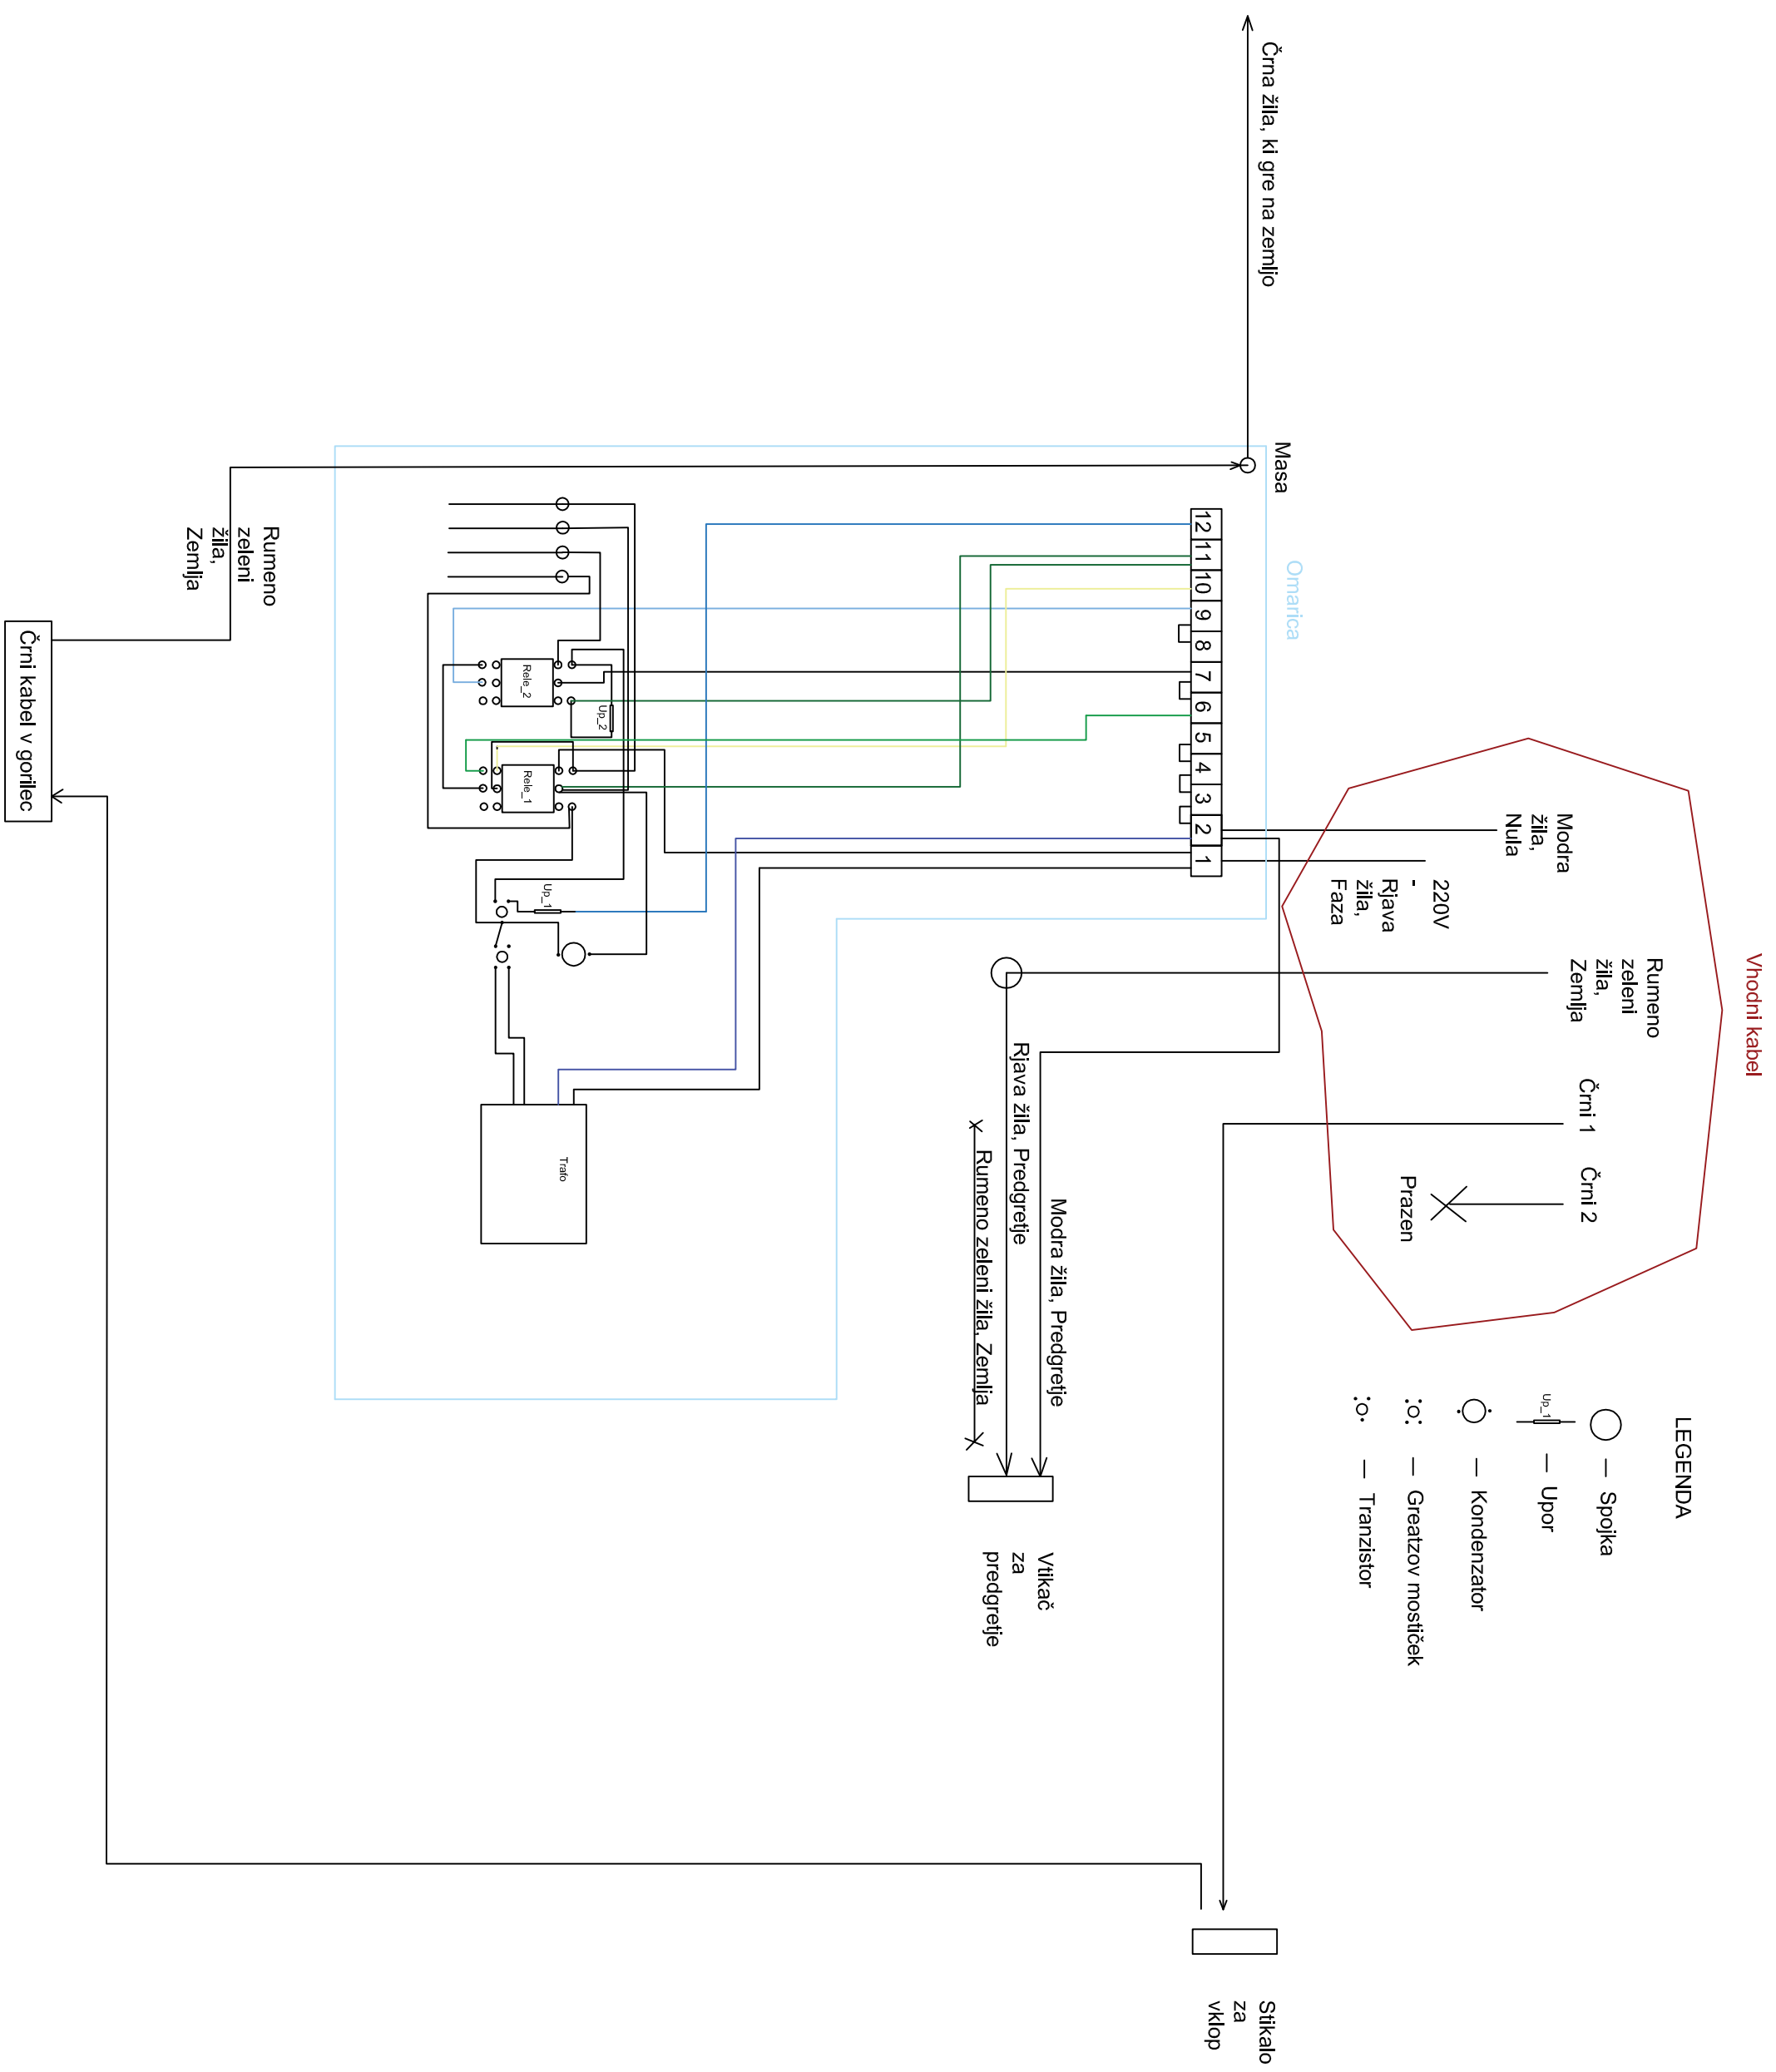 Vhodni kabel
Modra
žila,
Nula
220V
-
Rjava
žila,
Faza
Rumeno
zeleni
žila,
Zemlja
Črni 1
Črni 2
Prazen
LEGENDA
— Spojka
Up_1
— Upor
— Kondenzator
— Greatzov mostiček
— Tranzistor
Črna žila, ki gre na zemljo
Masa
Omarica
12
11
10
9
8
7
6
5
4
3
2
1
Modra žila, Predgretje
Rjava žila, Predgretje
Rumeno zeleni žila, Zemlja
Vtikač
za
predgretje
Stikalo
za
vklop
Up_2
Rele_2
Rele_1
Up_1
Trafo
Rumeno
zeleni
žila,
Zemlja
Črni kabel v gorilec